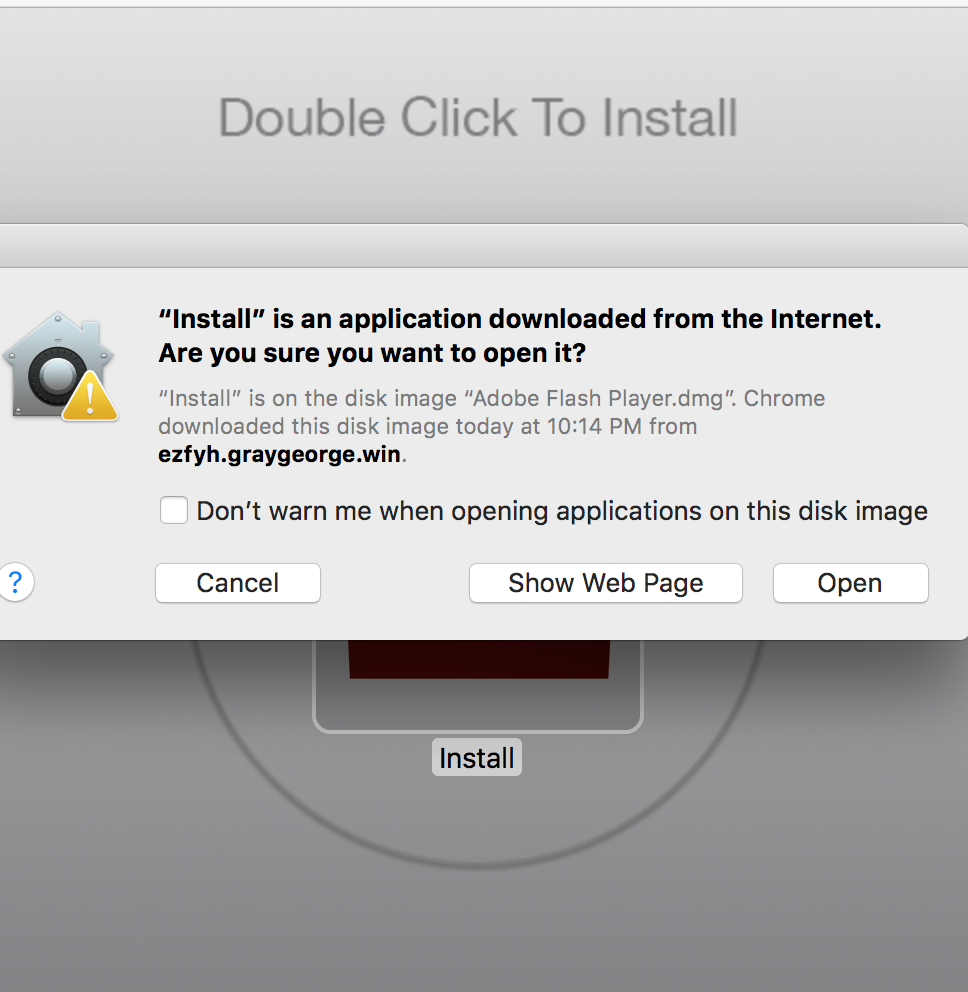 Double Click To Install
“Install” is an application downloaded from the Internet.
Are you sure you want to open it?
“Install” is on the disk image “Adobe Flash Player.dmg”. Chrome
downloaded this disk image today at 10:14 PM from
ezfyh.graygeorge.win.
Don’t warn me when opening applications on this disk image
?
Cancel
Show Web Page
Open
Install